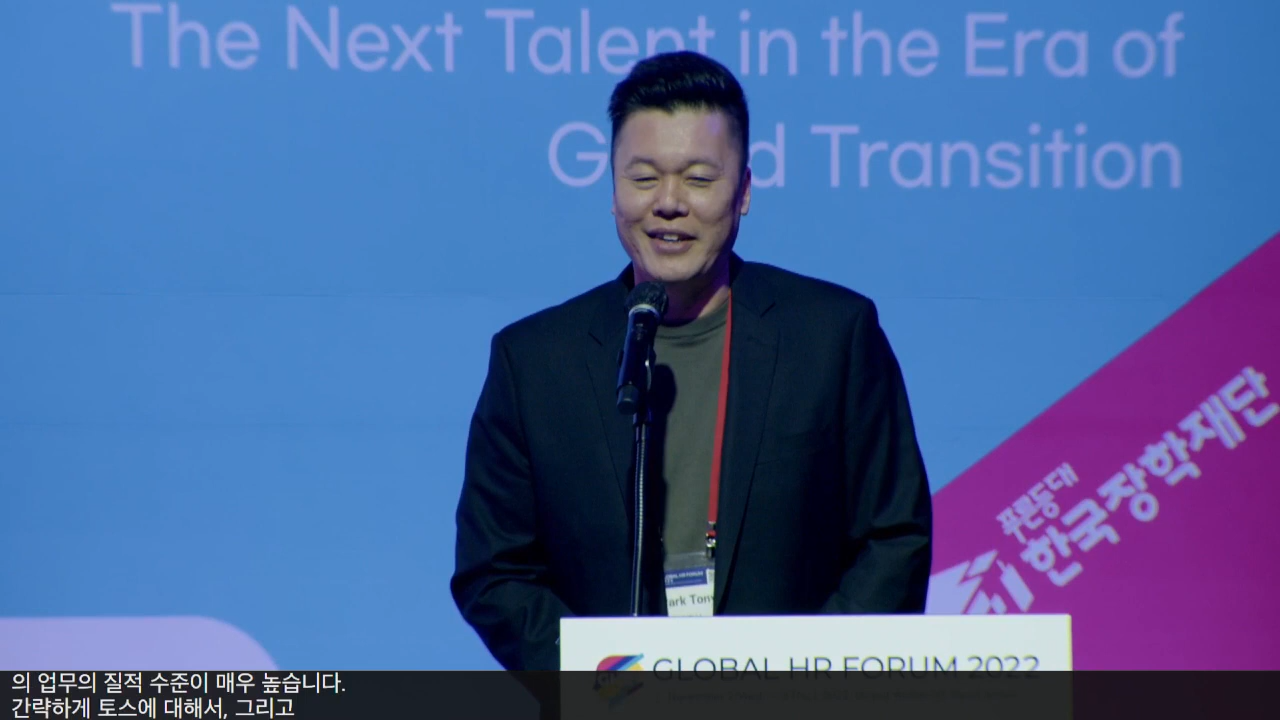 The Next Talent in the Era of
Transition
푸른등대
한국장학재단
ark Tony
GLOBAL HR FORUM 2022
의 업무의 질적 수준이 매우 높습니다.
간략하게 토스에 대해서, 그리고